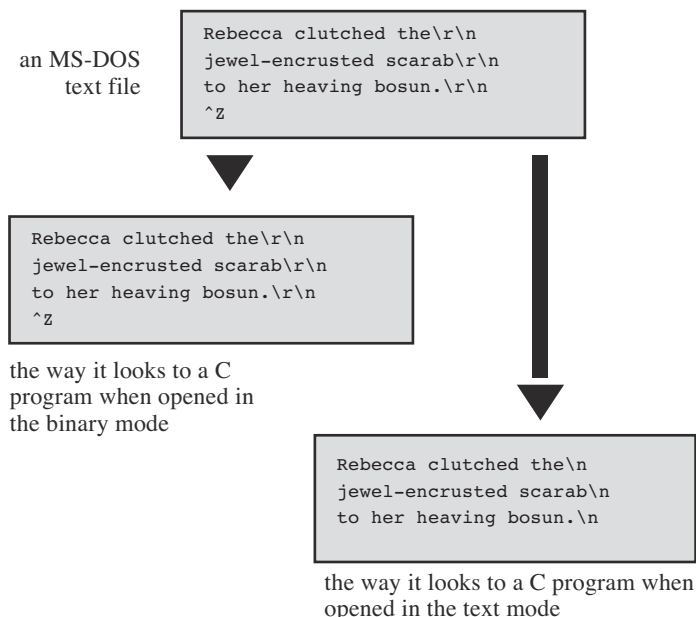 an MS-DOS
text file
Rebecca clutched the\r\n
jewel-encrusted scarab\r\n
to her heaving bosun.\r\n
^Z
Rebecca clutched the\r\n
jewel-encrusted scarab\r\n
to her heaving bosun.\r\n
^Z
the way it looks to a C
program when opened in
the binary mode
Rebecca clutched the\n
jewel-encrusted scarab\n
to her heaving bosun.\n
the way it looks to a C program when
opened in the text mode